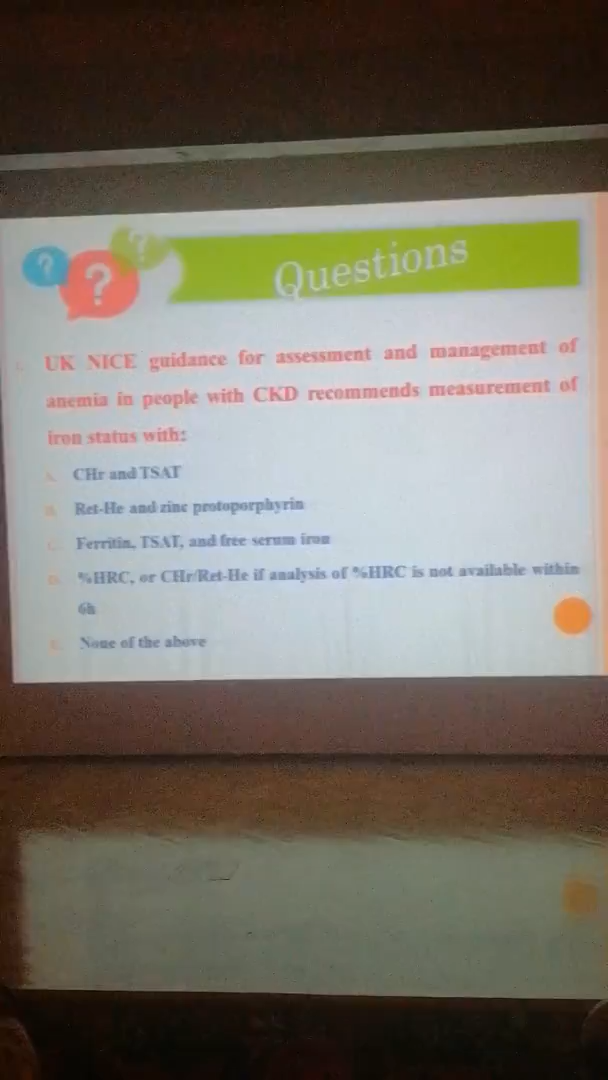 Questions
UK NICE guidance for assessment and management of
anemia in people with CKD recommends measurement of
iron status with:
A. CHr and TSAT
B. Ret-He and zinc protoporphyrin
C. Ferritin, TSAT, and free serum iron
D. %HRC, or CHr/Ret-He if analysis of %HRC is not available within
6h
E. None of the above